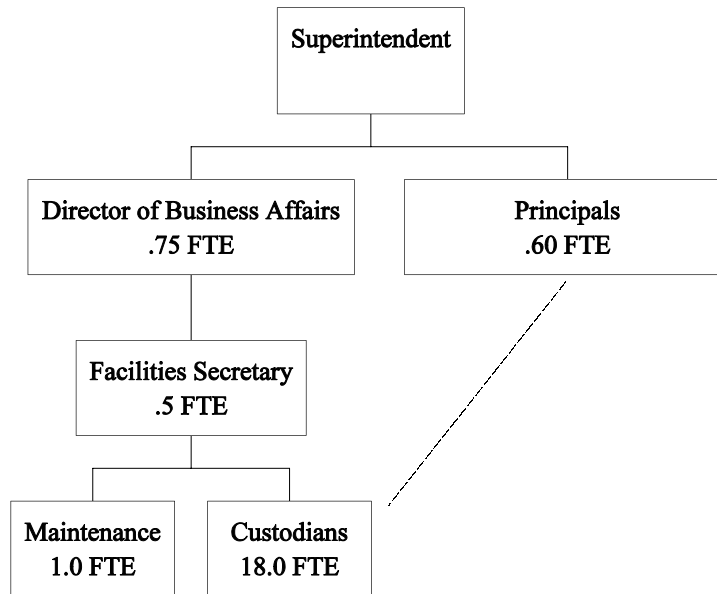 Superintendent
Director of Business Affairs
.75 FTE
Principals
.60 FTE
Facilities Secretary
.5 FTE
Maintenance
1.0 FTE
Custodians
18.0 FTE